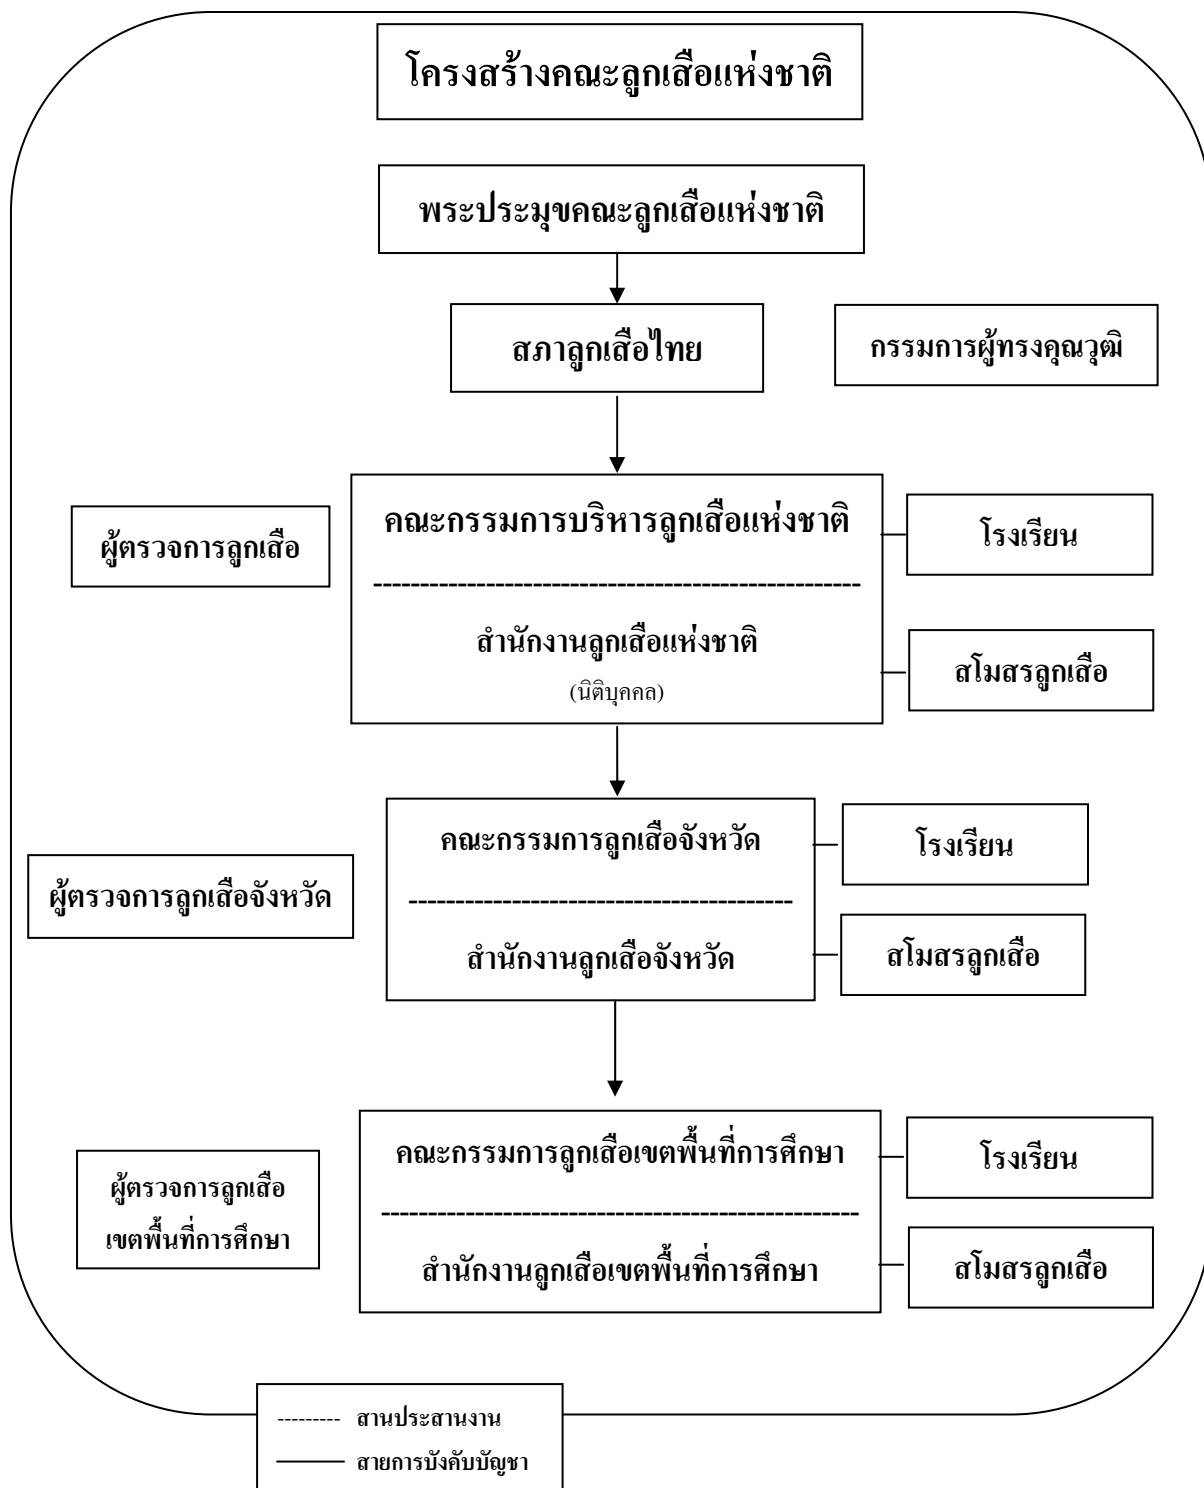 โครงสร้างคณะลูกเสือแห่งชาติ
พระประมุขคณะลูกเสือแห่งชาติ
สภาลูกเสือไทย
กรรมการผู้ทรงคุณวุฒิ
ผู้ตรวจการลูกเสือ
คณะกรรมการบริหารลูกเสือแห่งชาติ
สำนักงานลูกเสือแห่งชาติ
(นิติบุคคล)
โรงเรียน
สโมสรลูกเสือ
ผู้ตรวจการลูกเสือจังหวัด
คณะกรรมการลูกเสือจังหวัด
สำนักงานลูกเสือจังหวัด
โรงเรียน
สโมสรลูกเสือ
ผู้ตรวจการลูกเสือ
เขตพื้นที่การศึกษา
คณะกรรมการลูกเสือเขตพื้นที่การศึกษา
สำนักงานลูกเสือเขตพื้นที่การศึกษา
โรงเรียน
สโมสรลูกเสือ
สานประสานงาน
สายการบังคับบัญชา